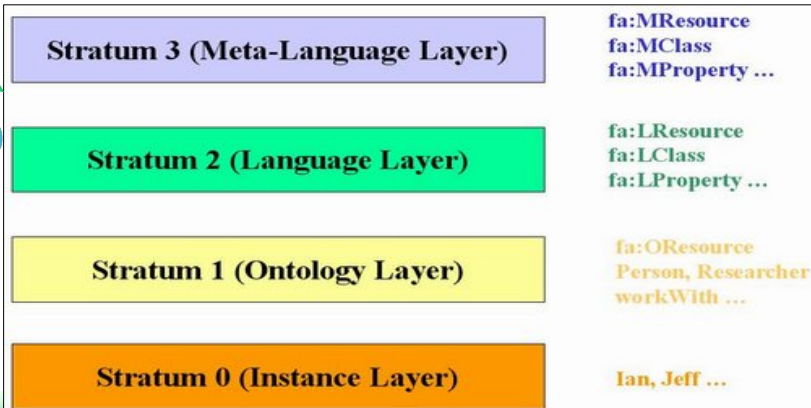 Stratum 3 (Meta-Language Layer)
fa:MResource
fa:MClass
fa:MProperty ...
Stratum 2 (Language Layer)
fa:LResource
fa:LClass
fa:LProperty ...
Stratum 1 (Ontology Layer)
fa:OResource
Person, Researcher
workWith ...
Stratum 0 (Instance Layer)
Ian, Jeff ...